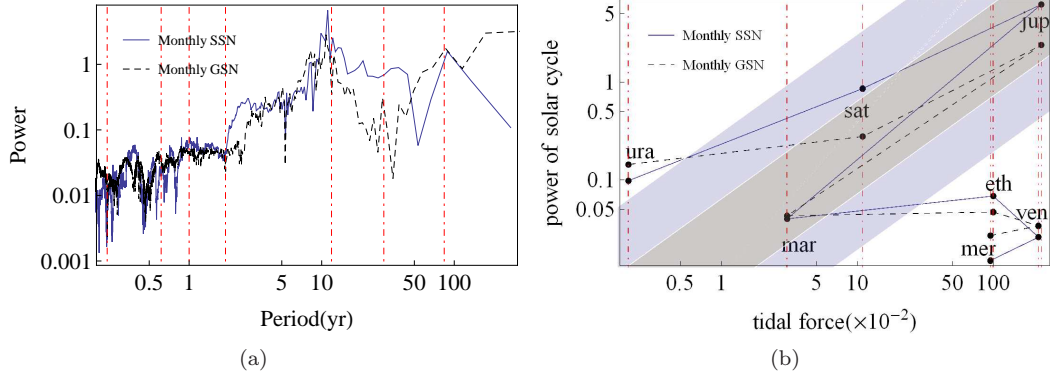 (a)
Monthly SSN
Monthly GSN
Power
1
0.1
0.01
0.001
0.5 1 5 10 50 100
Period(yr)
(a)
(b)
Monthly SSN
Monthly GSN
power of solar cycle
5
1
0.5
0.1
0.05
jup
sat
ura
eth
ven
mar
mer
0.5 1 5 10 50 100
tidal force(×10⁻²)
(b)